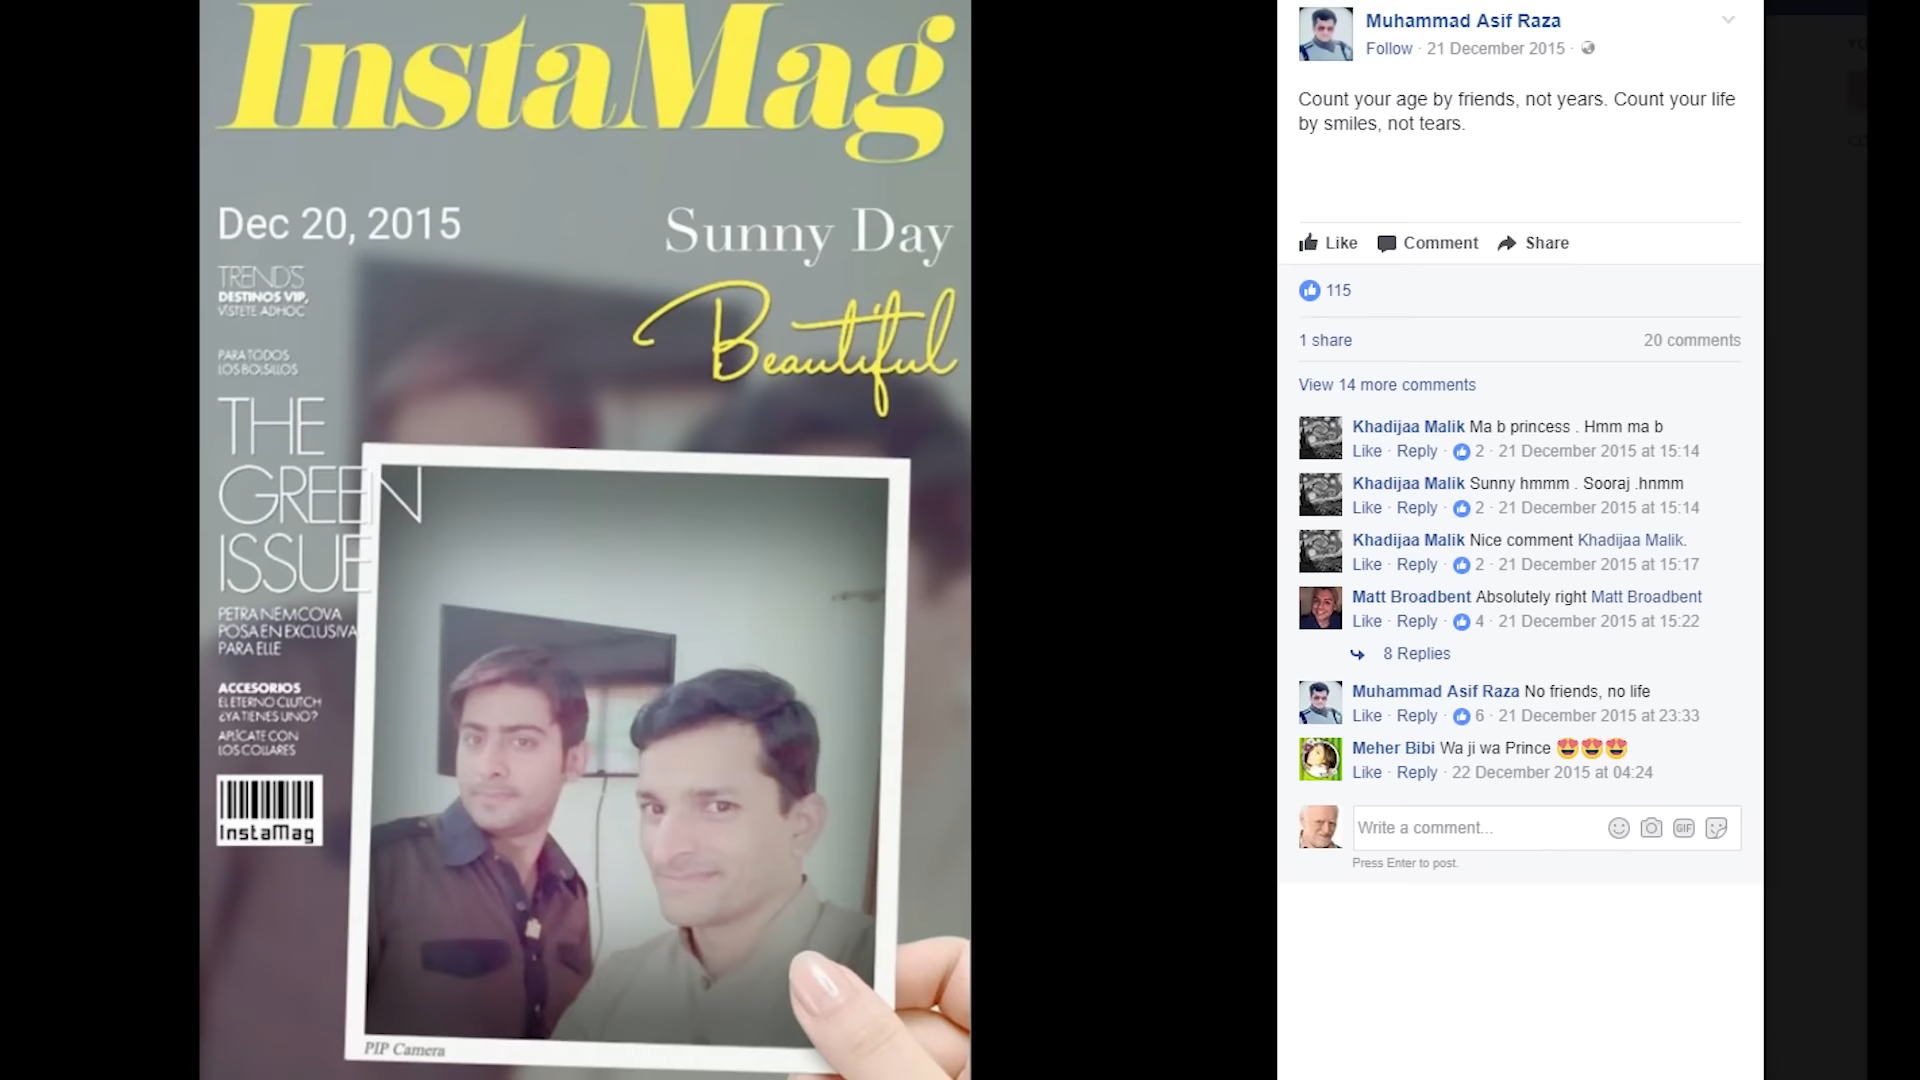 InstaMag
Dec 20, 2015
Sunny Day
Beautiful
TRENDS
DESTINOS VIP,
VISTETE ADHOC
PARA TODOS
LOS BOLSILLOS
THE
GREEN
ISSUE
PETRA NEMCOVA
POSA EN EXCLUSIVA
PARA ELLE
ACCESORIOS
EL ETERNO CLUTCH
¿YA TIENES UNO?
APLÍCATE CON
LOS COLLARES
InstaMag
PIP Camera
Muhammad Asif Raza
Follow · 21 December 2015 ·
Count your age by friends, not years. Count your life
by smiles, not tears.
Like Comment Share
115
1 share 20 comments
View 14 more comments
Khadijaa Malik Ma b princess . Hmm ma b
Like · Reply · 2 · 21 December 2015 at 15:14
Khadijaa Malik Sunny hmmm . Sooraj .hnmm
Like · Reply · 2 · 21 December 2015 at 15:14
Khadijaa Malik Nice comment Khadijaa Malik.
Like · Reply · 2 · 21 December 2015 at 15:17
Matt Broadbent Absolutely right Matt Broadbent
Like · Reply · 4 · 21 December 2015 at 15:22
8 Replies
Muhammad Asif Raza No friends, no life
Like · Reply · 6 · 21 December 2015 at 23:33
Meher Bibi Wa ji wa Prince 😍😍😍
Like · Reply · 22 December 2015 at 04:24
Write a comment...
GIF
Press Enter to post.